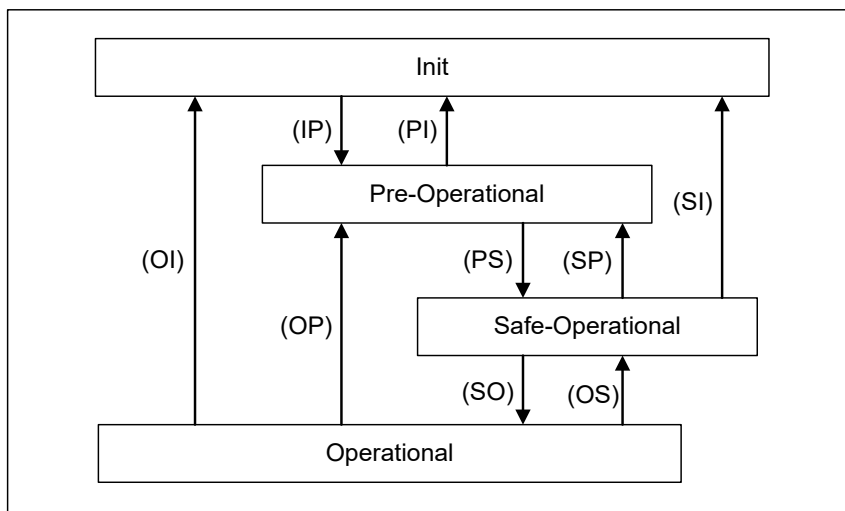 Init
(IP)
(PI)
Pre-Operational
(SI)
(OI)
(PS)
(SP)
(OP)
Safe-Operational
(SO)
(OS)
Operational